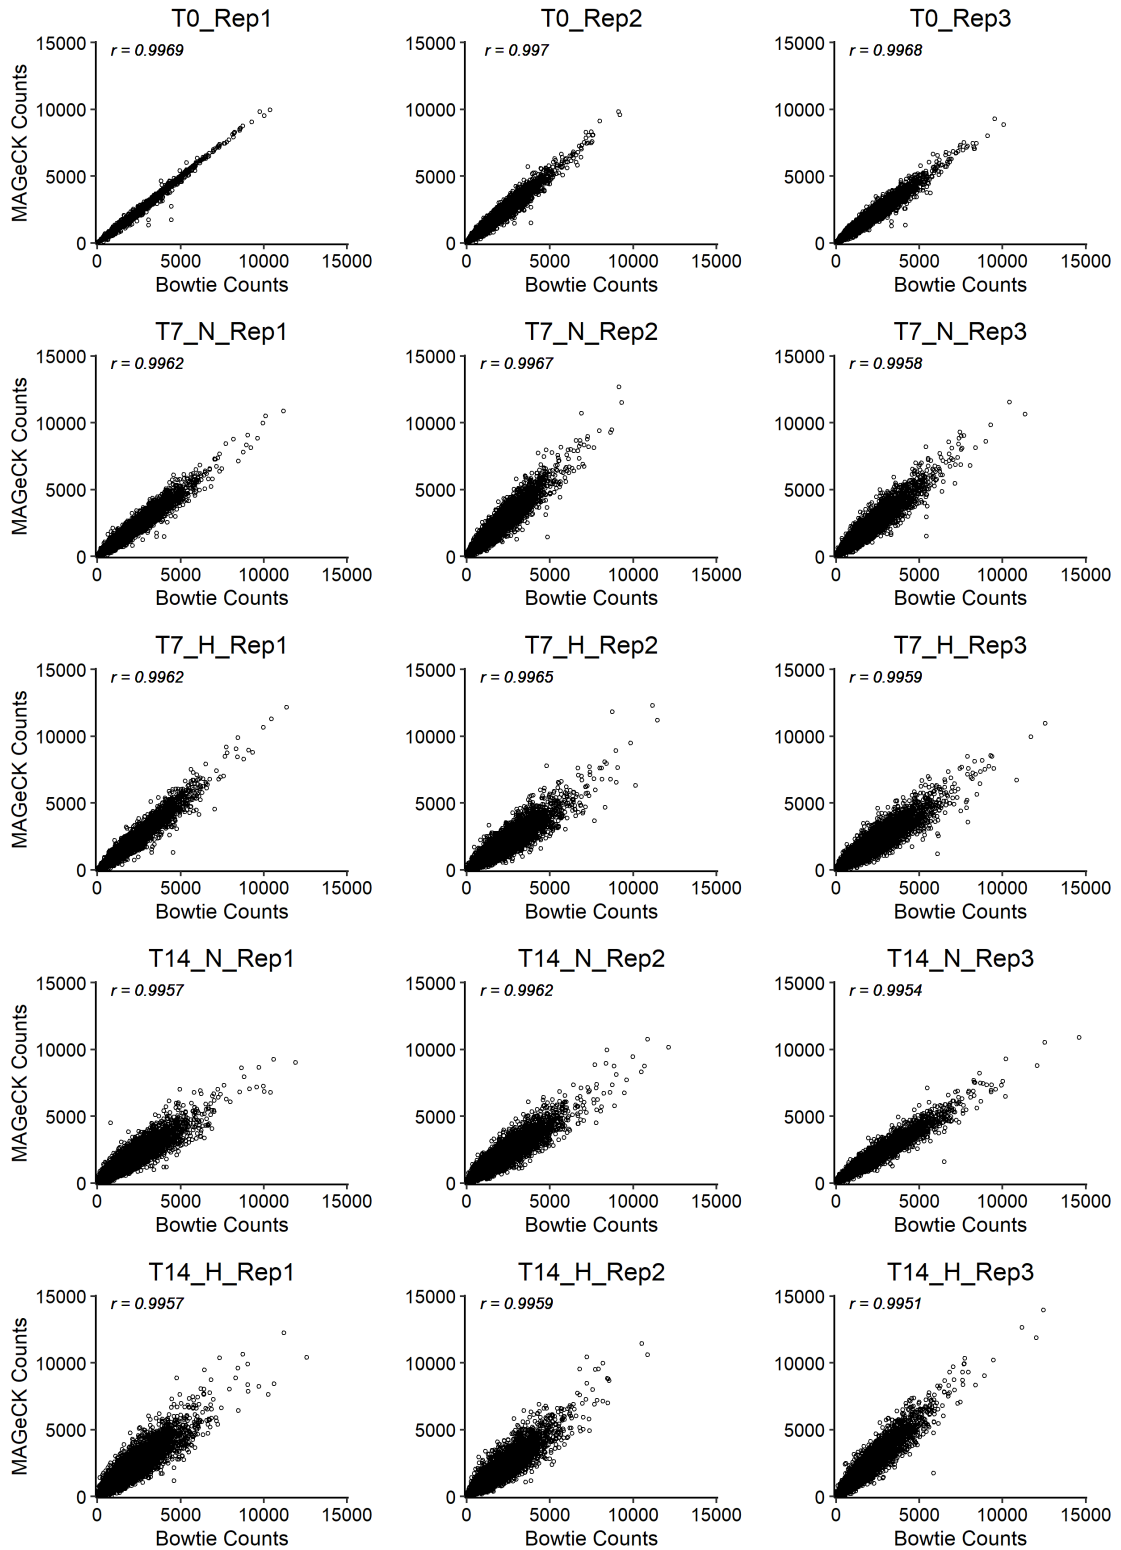 T0_Rep1 T0_Rep2 T0_Rep3
r = 0.9969 r = 0.997 r = 0.9968
MAGeCK Counts
15000 15000 15000
10000 10000 10000
5000 5000 5000
0 0 0
0 5000 10000 15000 0 5000 10000 15000 0 5000 10000 15000
Bowtie Counts Bowtie Counts Bowtie Counts
T7_N_Rep1 T7_N_Rep2 T7_N_Rep3
r = 0.9962 r = 0.9967 r = 0.9958
MAGeCK Counts
15000 15000 15000
10000 10000 10000
5000 5000 5000
0 0 0
0 5000 10000 15000 0 5000 10000 15000 0 5000 10000 15000
Bowtie Counts Bowtie Counts Bowtie Counts
T7_H_Rep1 T7_H_Rep2 T7_H_Rep3
r = 0.9962 r = 0.9965 r = 0.9959
MAGeCK Counts
15000 15000 15000
10000 10000 10000
5000 5000 5000
0 0 0
0 5000 10000 15000 0 5000 10000 15000 0 5000 10000 15000
Bowtie Counts Bowtie Counts Bowtie Counts
T14_N_Rep1 T14_N_Rep2 T14_N_Rep3
r = 0.9957 r = 0.9962 r = 0.9954
MAGeCK Counts
15000 15000 15000
10000 10000 10000
5000 5000 5000
0 0 0
0 5000 10000 15000 0 5000 10000 15000 0 5000 10000 15000
Bowtie Counts Bowtie Counts Bowtie Counts
T14_H_Rep1 T14_H_Rep2 T14_H_Rep3
r = 0.9957 r = 0.9959 r = 0.9951
MAGeCK Counts
15000 15000 15000
10000 10000 10000
5000 5000 5000
0 0 0
0 5000 10000 15000 0 5000 10000 15000 0 5000 10000 15000
Bowtie Counts Bowtie Counts Bowtie Counts